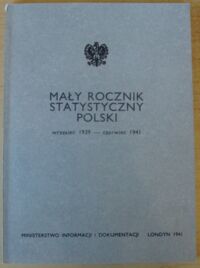 MAŁY ROCZNIK
STATYSTYCZNY
POLSKI
wrzesień 1939 — czerwiec 1941
MINISTERSTWO INFORMACJI I DOKUMENTACJI LONDYN 1941